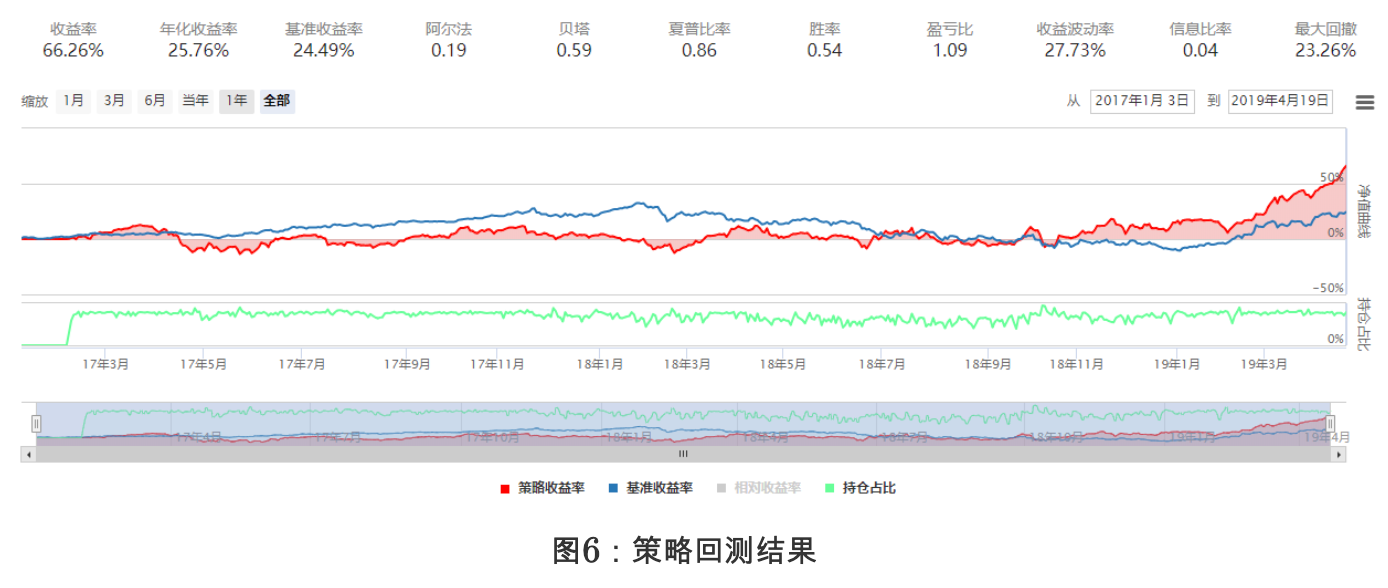 收益率 年化收益率 基准收益率 阿尔法 贝塔 夏普比率 胜率 盈亏比 收益波动率 信息比率 最大回撤
66.26% 25.76% 24.49% 0.19 0.59 0.86 0.54 1.09 27.73% 0.04 23.26%
缩放 1月 3月 6月 当年 1年 全部 从 2017年1月 3日 到 2019年4月19日
50%
0%
-50%
净值曲线
0%
持仓占比
17年3月 17年5月 17年7月 17年9月 17年11月 18年1月 18年3月 18年5月 18年7月 18年9月 18年11月 19年1月 19年3月
17年4月 17年7月 17年10月 18年1月 18年4月 18年7月 18年10月 19年1月 19年4月
策略收益率 基准收益率 相对收益率 持仓占比
图6：策略回测结果